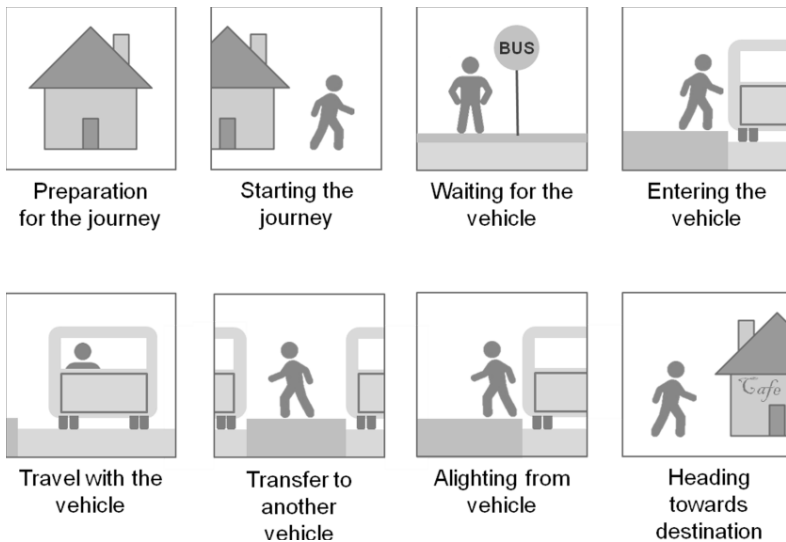 BUS
Preparation
for the journey
Starting the
journey
Waiting for the
vehicle
Entering the
vehicle
Cafe
Travel with the
vehicle
Transfer to
another
vehicle
Alighting from
vehicle
Heading
towards
destination